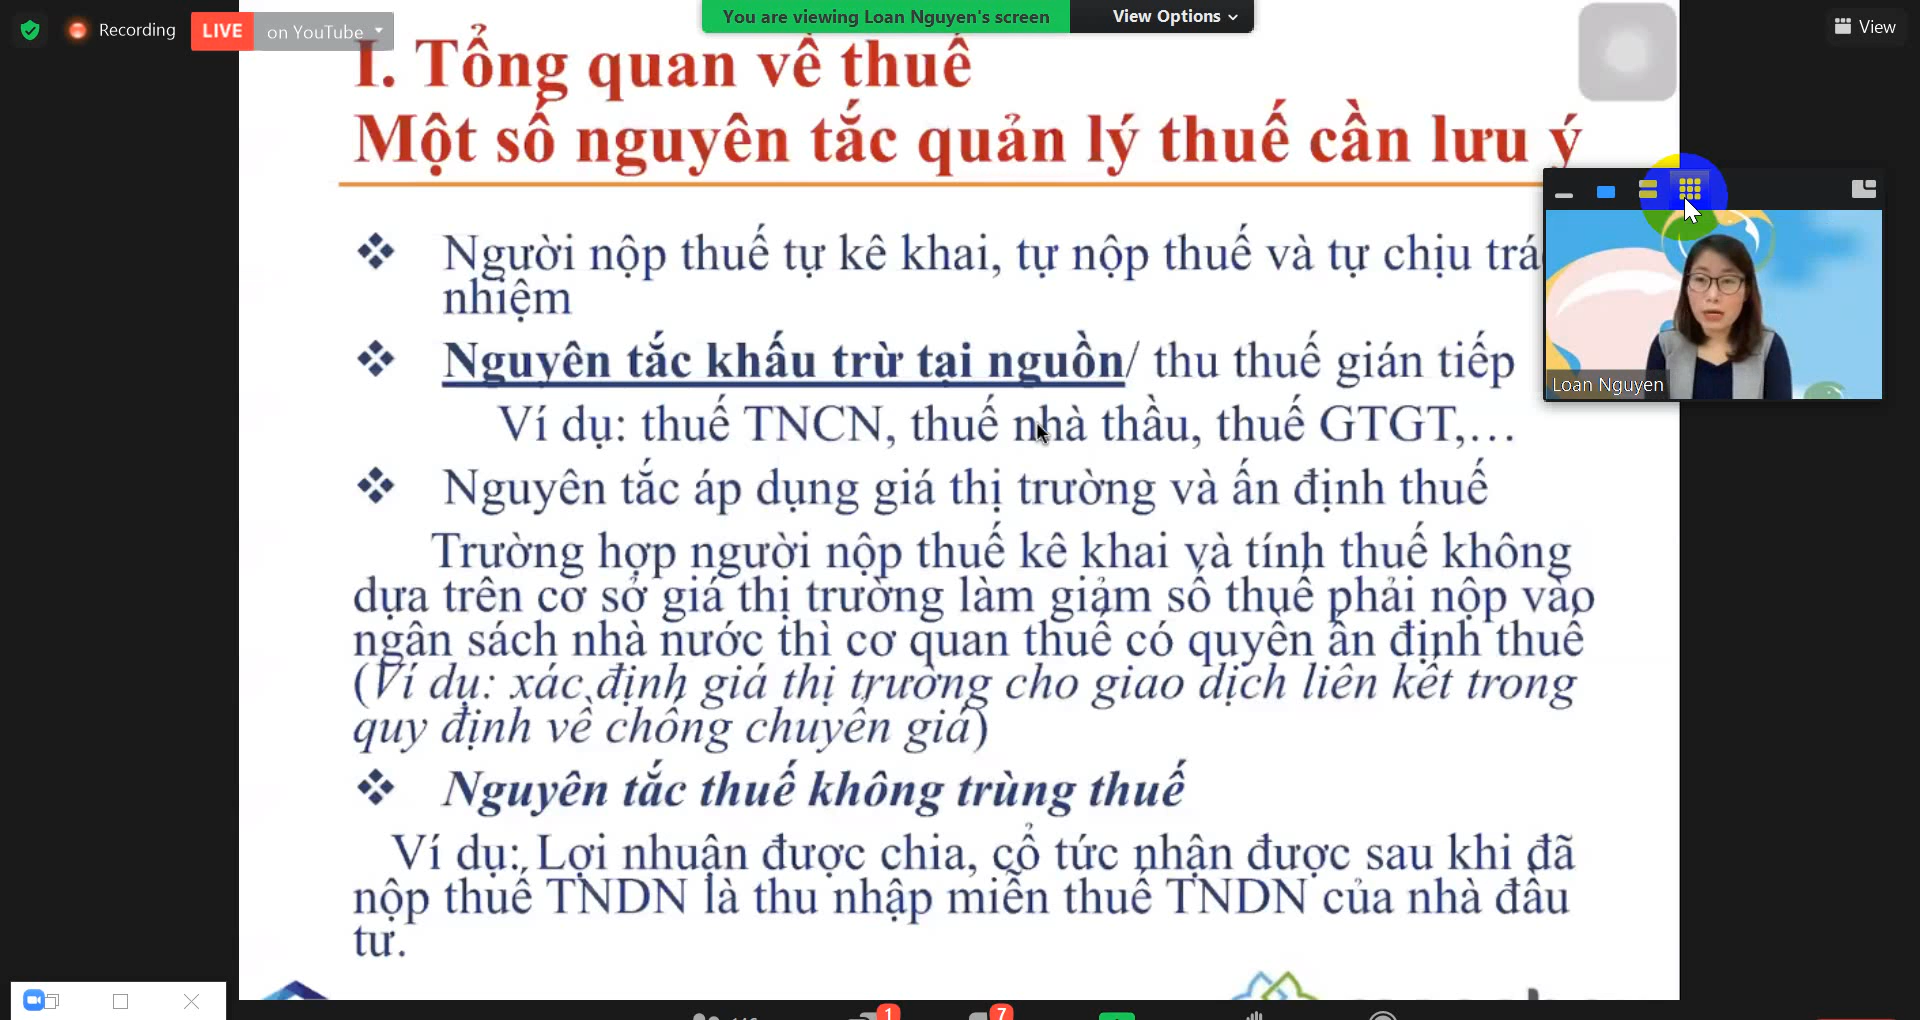 You are viewing Loan Nguyen's screen
View Options
Recording
LIVE
on YouTube
View
I. Tổng quan về thuế
Một số nguyên tắc quản lý thuế cần lưu ý
Người nộp thuế tự kê khai, tự nộp thuế và tự chịu
nhiệm
Nguyên tắc khấu trừ tại nguồn/ thu thuế gián tiếp
Ví dụ: thuế TNCN, thuế nhà thầu, thuế GTGT,…
Nguyên tắc áp dụng giá thị trường và ấn định thuế
Trường hợp người nộp thuế kê khai và tính thuế không
dựa trên cơ sở giá thị trường làm giảm số thuế phải nộp vào
ngân sách nhà nước thì cơ quan thuế có quyền ấn định thuế
(Ví dụ: xác định giá thị trường cho giao dịch liên kết trong
quy định về chống chuyển giá)
Nguyên tắc thuế không trùng thuế
Ví dụ: Lợi nhuận được chia, cổ tức nhận được sau khi đã
nộp thuế TNDN là thu nhập miễn thuế TNDN của nhà đầu
tư.
Loan Nguyen
1
7